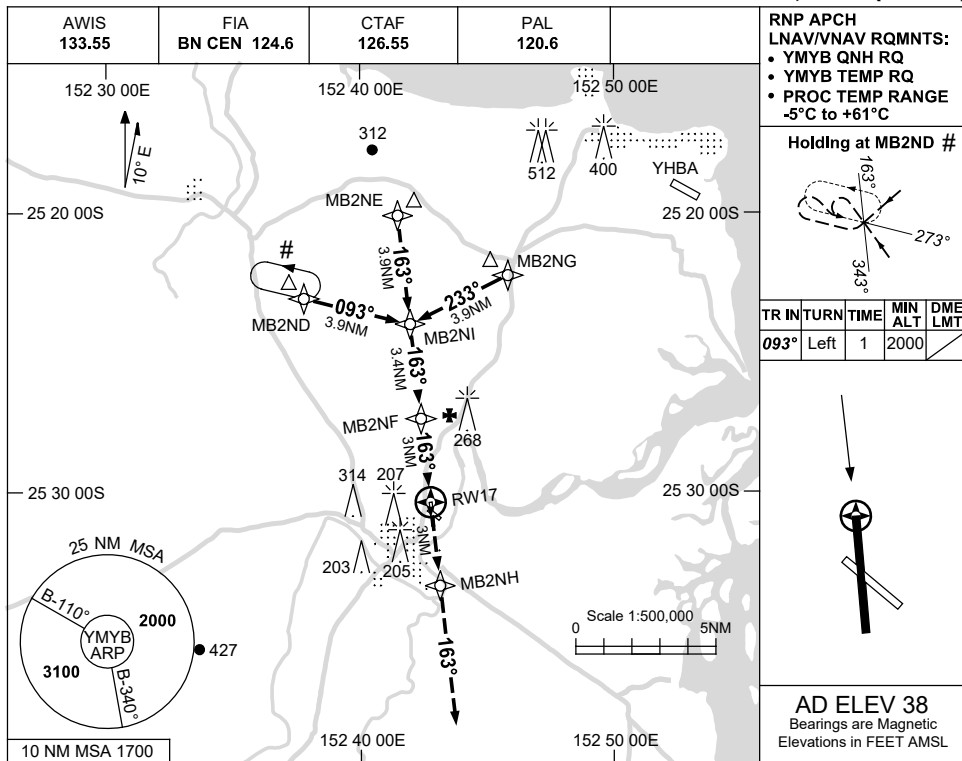 AWIS
133.55
FIA
BN CEN 124.6
CTAF
126.55
PAL
120.6
RNP APCH
LNAV/VNAV RQMNTS:
• YMYB QNH RQ
• YMYB TEMP RQ
• PROC TEMP RANGE
-5°C to +61°C
152 30 00E
152 40 00E
152 50 00E
10° E
312
512
400
YHBA
Holding at MB2ND #
163°
273°
343°
25 20 00S
25 20 00S
MB2NE
163°
3.9NM
#
MB2NG
233°
3.9NM
MB2ND
093°
3.9NM
MB2NI
TR IN TURN TIME MIN ALT DME LMT
093° Left 1 2000
163°
3.4NM
MB2NF
268
163°
3NM
314
207
25 30 00S
25 30 00S
RW17
3NM
203
205
MB2NH
25 NM MSA
B-110°
2000
YMYB
ARP
3100
B-340°
427
163°
Scale 1:500,000
0 5NM
AD ELEV 38
Bearings are Magnetic
Elevations in FEET AMSL
10 NM MSA 1700
152 40 00E
152 50 00E